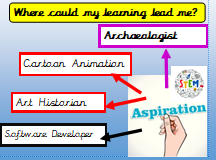 Where could my learning lead me?
Archaeologist
Cartoon Animation
Art Historian
Software Developer
STEM
Aspiration